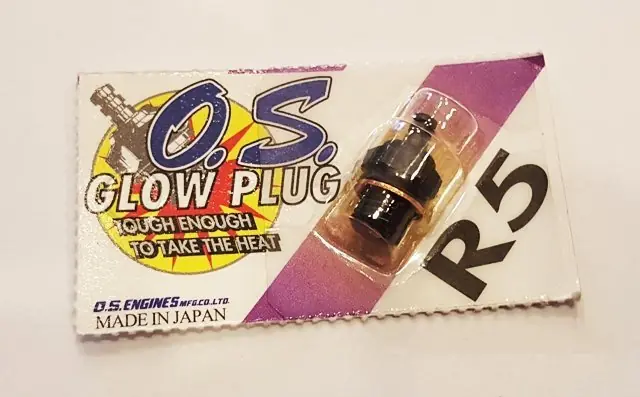 O.S.
GLOW PLUG
TOUGH ENOUGH
TO TAKE THE HEAT
O.S.ENGINES MFG.CO.LTD.
MADE IN JAPAN
R5